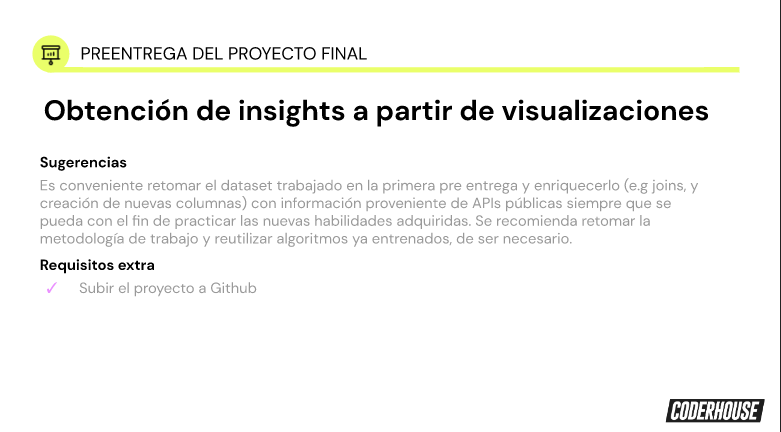 PREENTREGA DEL PROYECTO FINAL
Obtención de insights a partir de visualizaciones
Sugerencias
Es conveniente retomar el dataset trabajado en la primera pre entrega y enriquecerlo (e.g joins, y
creación de nuevas columnas) con información proveniente de APIs públicas siempre que se
pueda con el fin de practicar las nuevas habilidades adquiridas. Se recomienda retomar la
metodología de trabajo y reutilizar algoritmos ya entrenados, de ser necesario.
Requisitos extra
✓ Subir el proyecto a Github
CODERHOUSE